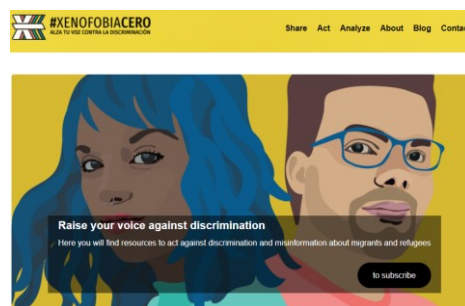 #XENOFOBIACERO
ALZA TU VOZ CONTRA LA DISCRIMINACIÓN
Share Act Analyze About Blog Contac
Raise your voice against discrimination
Here you will find resources to act against discrimination and misinformation about migrants and refugees
to subscribe